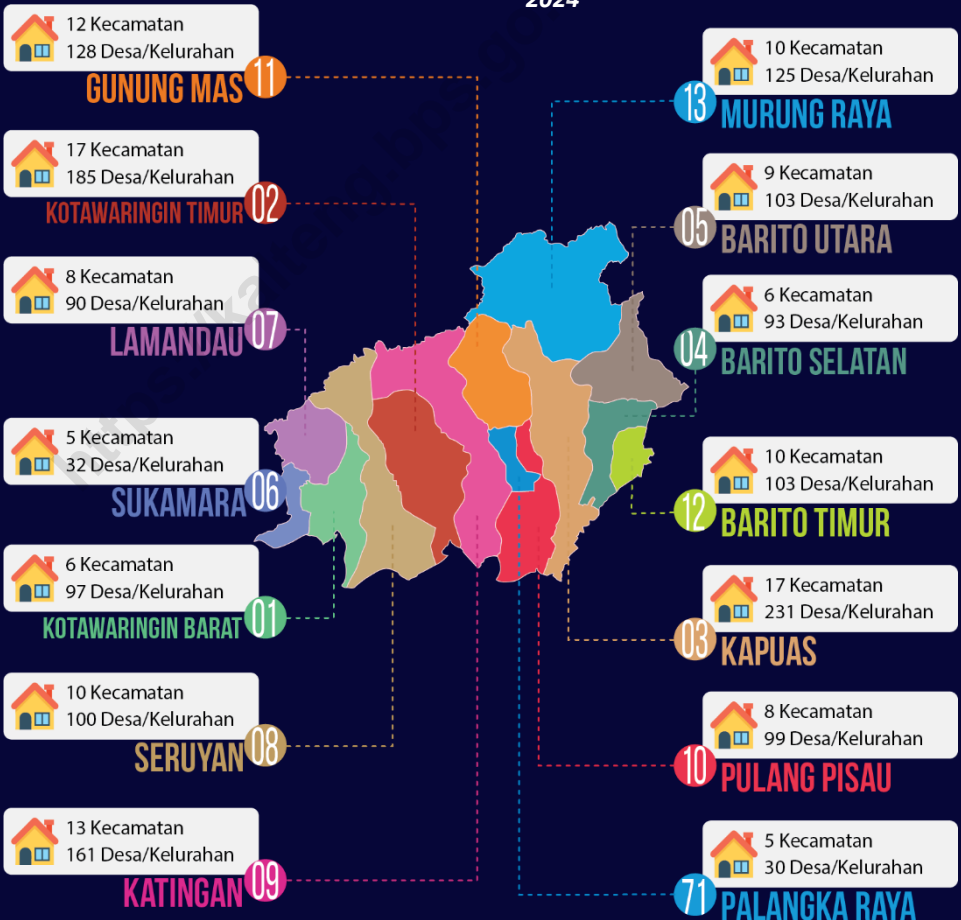 2024
12 Kecamatan
128 Desa/Kelurahan
GUNUNG MAS
11
17 Kecamatan
185 Desa/Kelurahan
KOTAWARINGIN TIMUR
02
8 Kecamatan
90 Desa/Kelurahan
LAMANDAU
07
5 Kecamatan
32 Desa/Kelurahan
SUKAMARA
06
6 Kecamatan
97 Desa/Kelurahan
KOTAWARINGIN BARAT
01
10 Kecamatan
100 Desa/Kelurahan
SERUYAN
08
13 Kecamatan
161 Desa/Kelurahan
KATINGAN
09
10 Kecamatan
125 Desa/Kelurahan
13
MURUNG RAYA
9 Kecamatan
103 Desa/Kelurahan
05
BARITO UTARA
6 Kecamatan
93 Desa/Kelurahan
04
BARITO SELATAN
10 Kecamatan
103 Desa/Kelurahan
12
BARITO TIMUR
17 Kecamatan
231 Desa/Kelurahan
03
KAPUAS
8 Kecamatan
99 Desa/Kelurahan
10
PULANG PISAU
5 Kecamatan
30 Desa/Kelurahan
71
PALANGKA RAYA